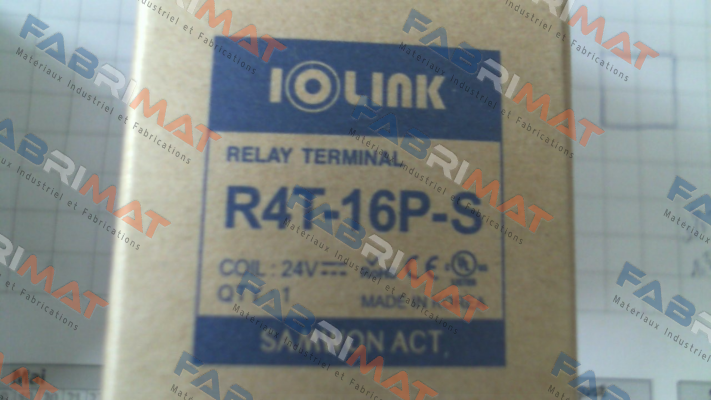 IOLINK
RELAY TERMINAL
R4T-16P-S
COIL : 24V
QTY : 1
MADE IN KOREA
SAMWON ACT.
FABRIMAT
Materiaux Industriel et Fabrications